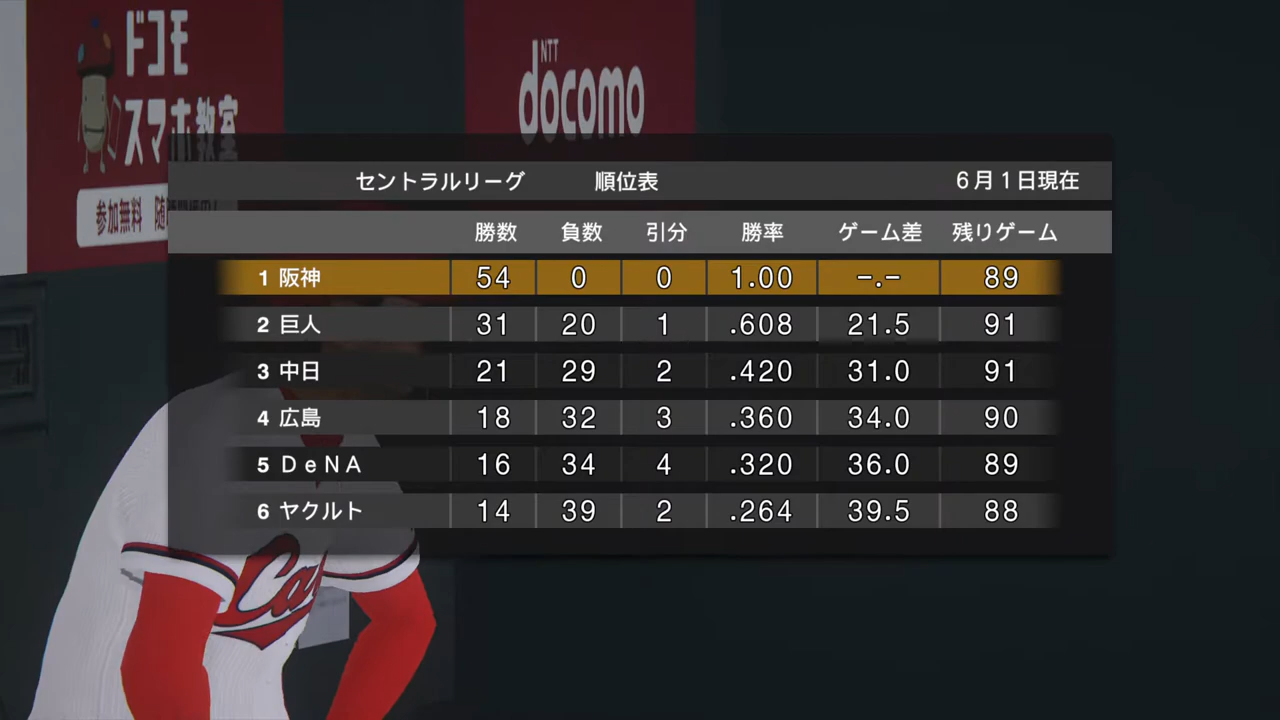 ドコモ
スマホ教室
参加無料 随
NTT
docomo
セントラルリーグ 順位表 6月1日現在
勝数 負数 引分 勝率 ゲーム差 残りゲーム
1 阪神 54 0 0 1.00 -.- 89
2 巨人 31 20 1 .608 21.5 91
3 中日 21 29 2 .420 31.0 91
4 広島 18 32 3 .360 34.0 90
5 DeNA 16 34 4 .320 36.0 89
6 ヤクルト 14 39 2 .264 39.5 88
Ca